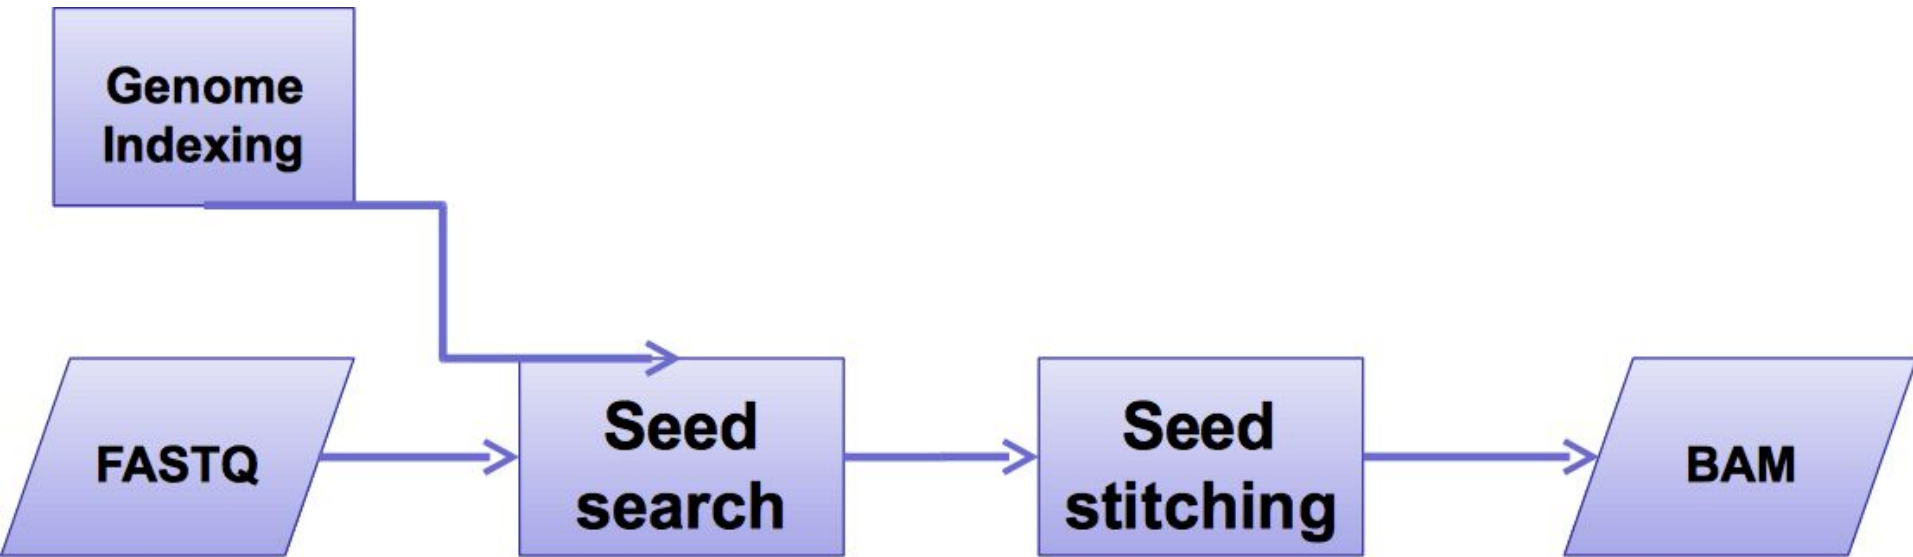 Genome
Indexing
FASTQ
Seed
search
Seed
stitching
BAM